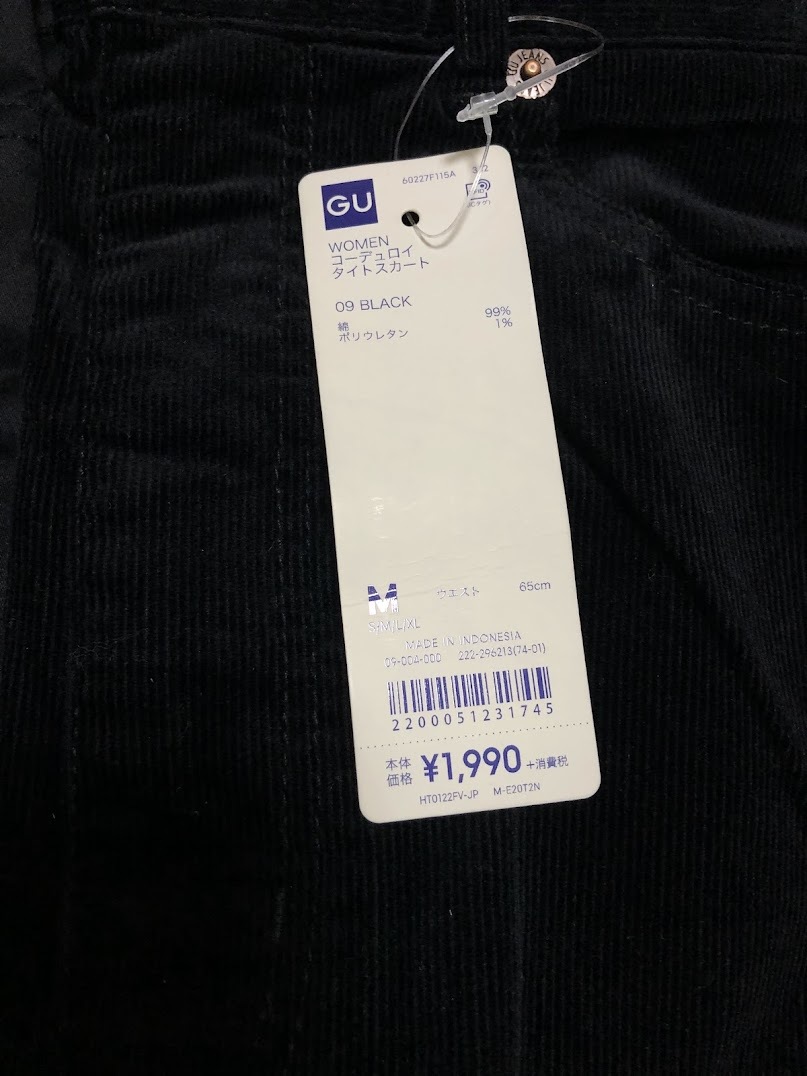 GU JEANS
60227F115A
GU
WOMEN
コーデュロイ
タイトスカート
09 BLACK
綿 99%
ポリウレタン 1%
M ウエスト 65cm
S/M/L/XL
MADE IN INDONESIA
09-004-000 222-296213(74-01)
2200051231745
本体価格 ¥1,990 +消費税
HT0122FV-JP M-E20T2N